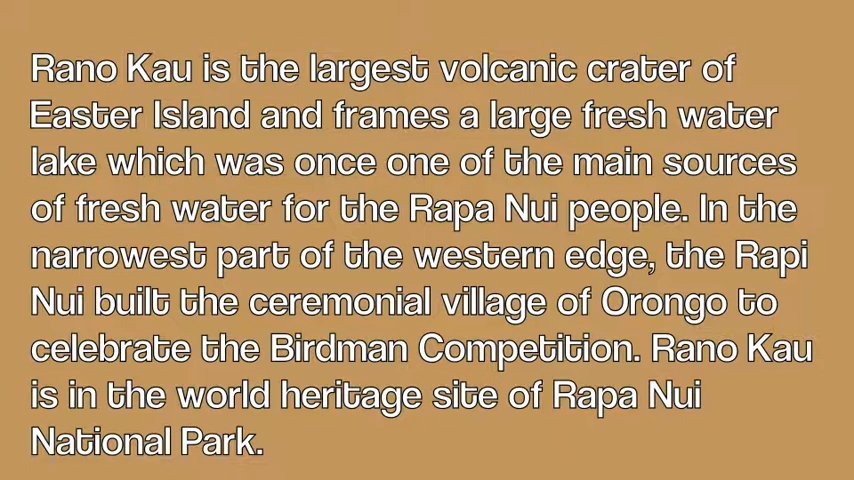 Rano Kau is the largest volcanic crater of
Easter Island and frames a large fresh water
lake which was once one of the main sources
of fresh water for the Rapa Nui people. In the
narrowest part of the western edge, the Rapi
Nui built the ceremonial village of Orongo to
celebrate the Birdman Competition. Rano Kau
is in the world heritage site of Rapa Nui
National Park.